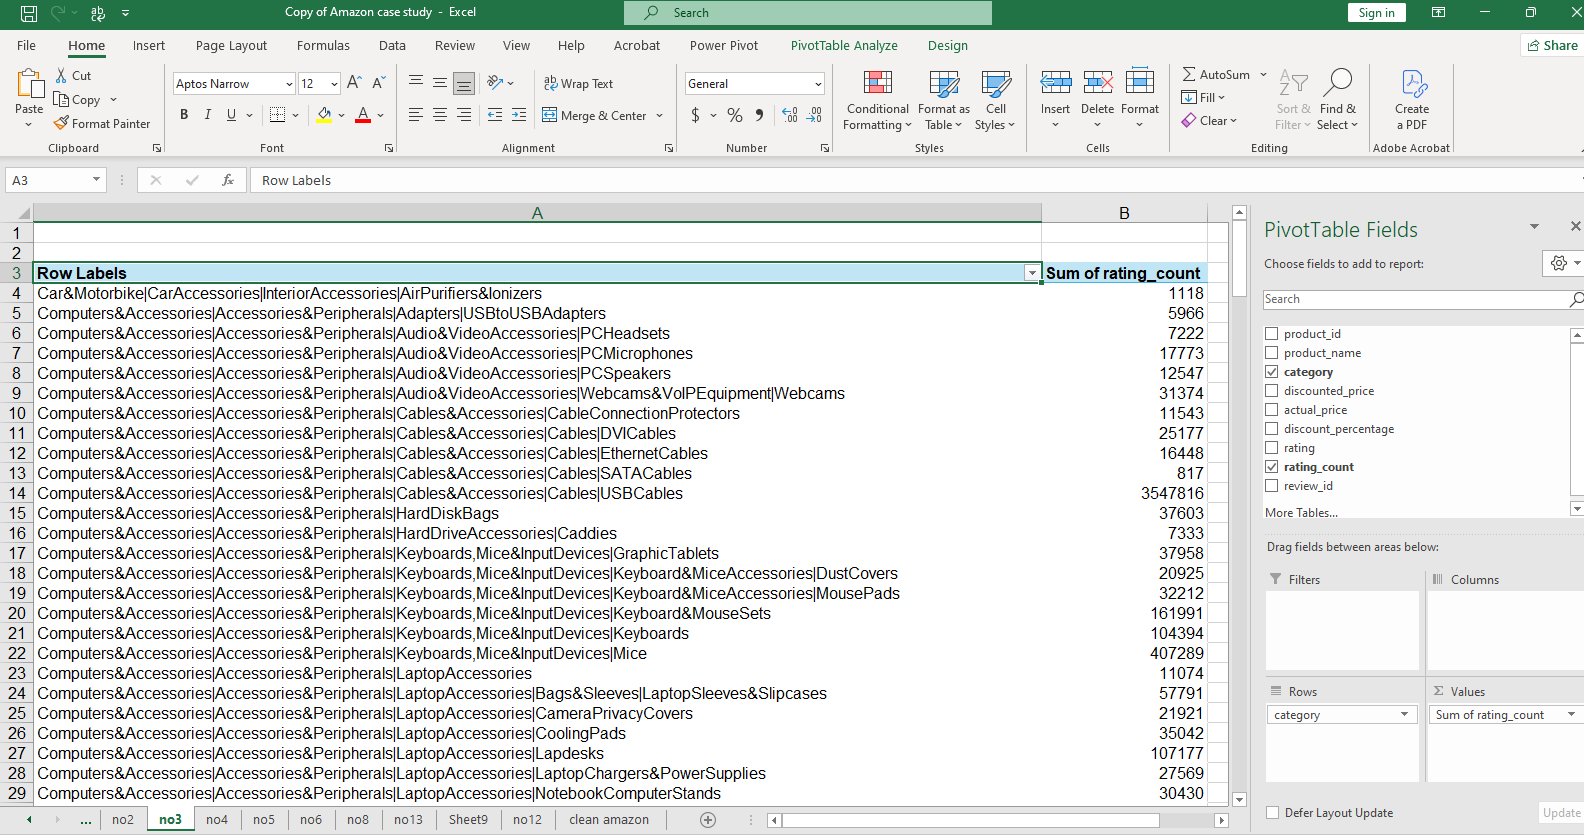 Copy of Amazon case study - Excel
Search
Sign in
File Home Insert Page Layout Formulas Data Review View Help Acrobat Power Pivot PivotTable Analyze Design Share
Paste
Cut
Copy
Format Painter
Clipboard
Aptos Narrow 12
B I U
Font
Wrap Text
Merge & Center
Alignment
General
$ % 9
Number
Conditional Formatting
Format as Table
Cell Styles
Styles
Insert Delete Format
Cells
AutoSum
Fill
Clear
Sort & Filter
Find & Select
Editing
Create a PDF
Adobe Acrobat
A3 fx Row Labels
A B
1
2
3 Row Labels Sum of rating_count
4 Car&Motorbike|CarAccessories|InteriorAccessories|AirPurifiers&Ionizers 1118
5 Computers&Accessories|Accessories&Peripherals|Adapters|USBtoUSBAdapters 5966
6 Computers&Accessories|Accessories&Peripherals|Audio&VideoAccessories|PCHeadsets 7222
7 Computers&Accessories|Accessories&Peripherals|Audio&VideoAccessories|PCMicrophones 17773
8 Computers&Accessories|Accessories&Peripherals|Audio&VideoAccessories|PCSpeakers 12547
9 Computers&Accessories|Accessories&Peripherals|Audio&VideoAccessories|Webcams&VoIPEquipment|Webcams 31374
10 Computers&Accessories|Accessories&Peripherals|Cables&Accessories|CableConnectionProtectors 11543
11 Computers&Accessories|Accessories&Peripherals|Cables&Accessories|Cables|DVICables 25177
12 Computers&Accessories|Accessories&Peripherals|Cables&Accessories|Cables|EthernetCables 16448
13 Computers&Accessories|Accessories&Peripherals|Cables&Accessories|Cables|SATACables 817
14 Computers&Accessories|Accessories&Peripherals|Cables&Accessories|Cables|USBCables 3547816
15 Computers&Accessories|Accessories&Peripherals|HardDiskBags 37603
16 Computers&Accessories|Accessories&Peripherals|HardDriveAccessories|Caddies 7333
17 Computers&Accessories|Accessories&Peripherals|Keyboards,Mice&InputDevices|GraphicTablets 37958
18 Computers&Accessories|Accessories&Peripherals|Keyboards,Mice&InputDevices|Keyboard&MiceAccessories|DustCovers 20925
19 Computers&Accessories|Accessories&Peripherals|Keyboards,Mice&InputDevices|Keyboard&MiceAccessories|MousePads 32212
20 Computers&Accessories|Accessories&Peripherals|Keyboards,Mice&InputDevices|Keyboard&MouseSets 161991
21 Computers&Accessories|Accessories&Peripherals|Keyboards,Mice&InputDevices|Keyboards 104394
22 Computers&Accessories|Accessories&Peripherals|Keyboards,Mice&InputDevices|Mice 407289
23 Computers&Accessories|Accessories&Peripherals|LaptopAccessories 11074
24 Computers&Accessories|Accessories&Peripherals|LaptopAccessories|Bags&Sleeves|LaptopSleeves&Slipcases 57791
25 Computers&Accessories|Accessories&Peripherals|LaptopAccessories|CameraPrivacyCovers 21921
26 Computers&Accessories|Accessories&Peripherals|LaptopAccessories|CoolingPads 35042
27 Computers&Accessories|Accessories&Peripherals|LaptopAccessories|Lapdesks 107177
28 Computers&Accessories|Accessories&Peripherals|LaptopAccessories|LaptopChargers&PowerSupplies 27569
29 Computers&Accessories|Accessories&Peripherals|LaptopAccessories|NotebookComputerStands 30430
... no2 no3 no4 no5 no6 no8 no13 Sheet9 no12 clean amazon
PivotTable Fields
Choose fields to add to report:
Search
product_id
product_name
category
discounted_price
actual_price
discount_percentage
rating
rating_count
review_id
More Tables...
Drag fields between areas below:
Filters
Columns
Rows
Σ Values
category
Sum of rating_count
Defer Layout Update
Update